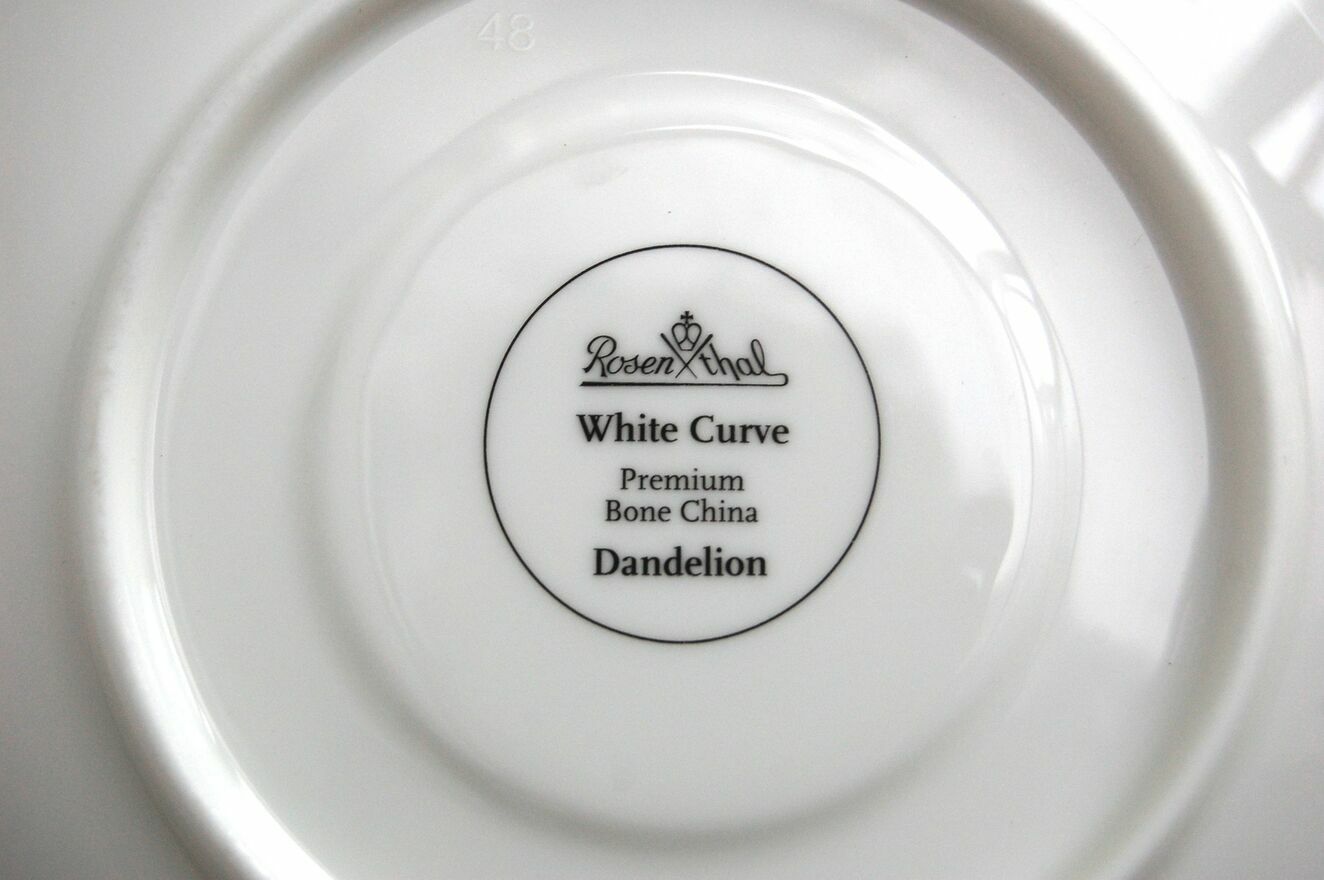 48
Rosenthal
White Curve
Premium
Bone China
Dandelion